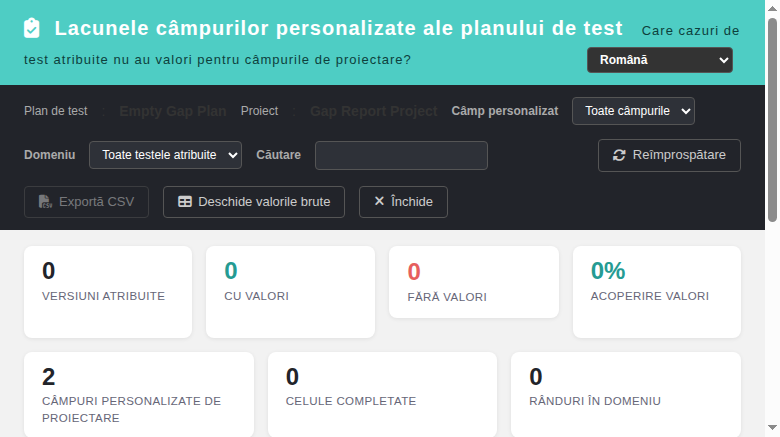 Lacunele câmpurilor personalizate ale planului de test Care cazuri de
test atribuite nu au valori pentru câmpurile de proiectare? Română
Plan de test : Empty Gap Plan Proiect : Gap Report Project Câmp personalizat Toate câmpurile
Domeniu Toate testele atribuite Căutare Reîmprospătare
Exportă CSV Deschide valorile brute Închide
0 0 0 0%
VERSIUNI ATRIBUITE CU VALORI FĂRĂ VALORI ACOPERIRE VALORI
2 0 0
CÂMPURI PERSONALIZATE DE PROIECTARE CELULE COMPLETATE RÂNDURI ÎN DOMENIU